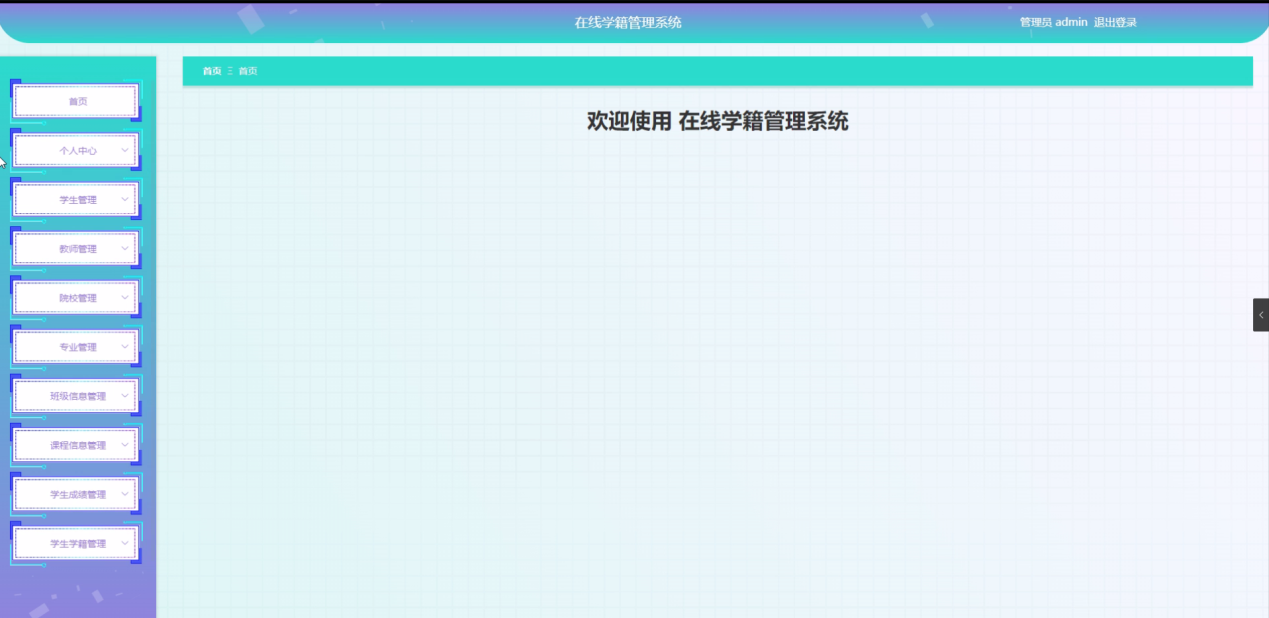 在线学籍管理系统
管理员 admin 退出登录
首页 Ξ 首页
欢迎使用 在线学籍管理系统
首页
个人中心
学生管理
教师管理
院校管理
专业管理
班级信息管理
课程信息管理
学生成绩管理
学生学籍管理